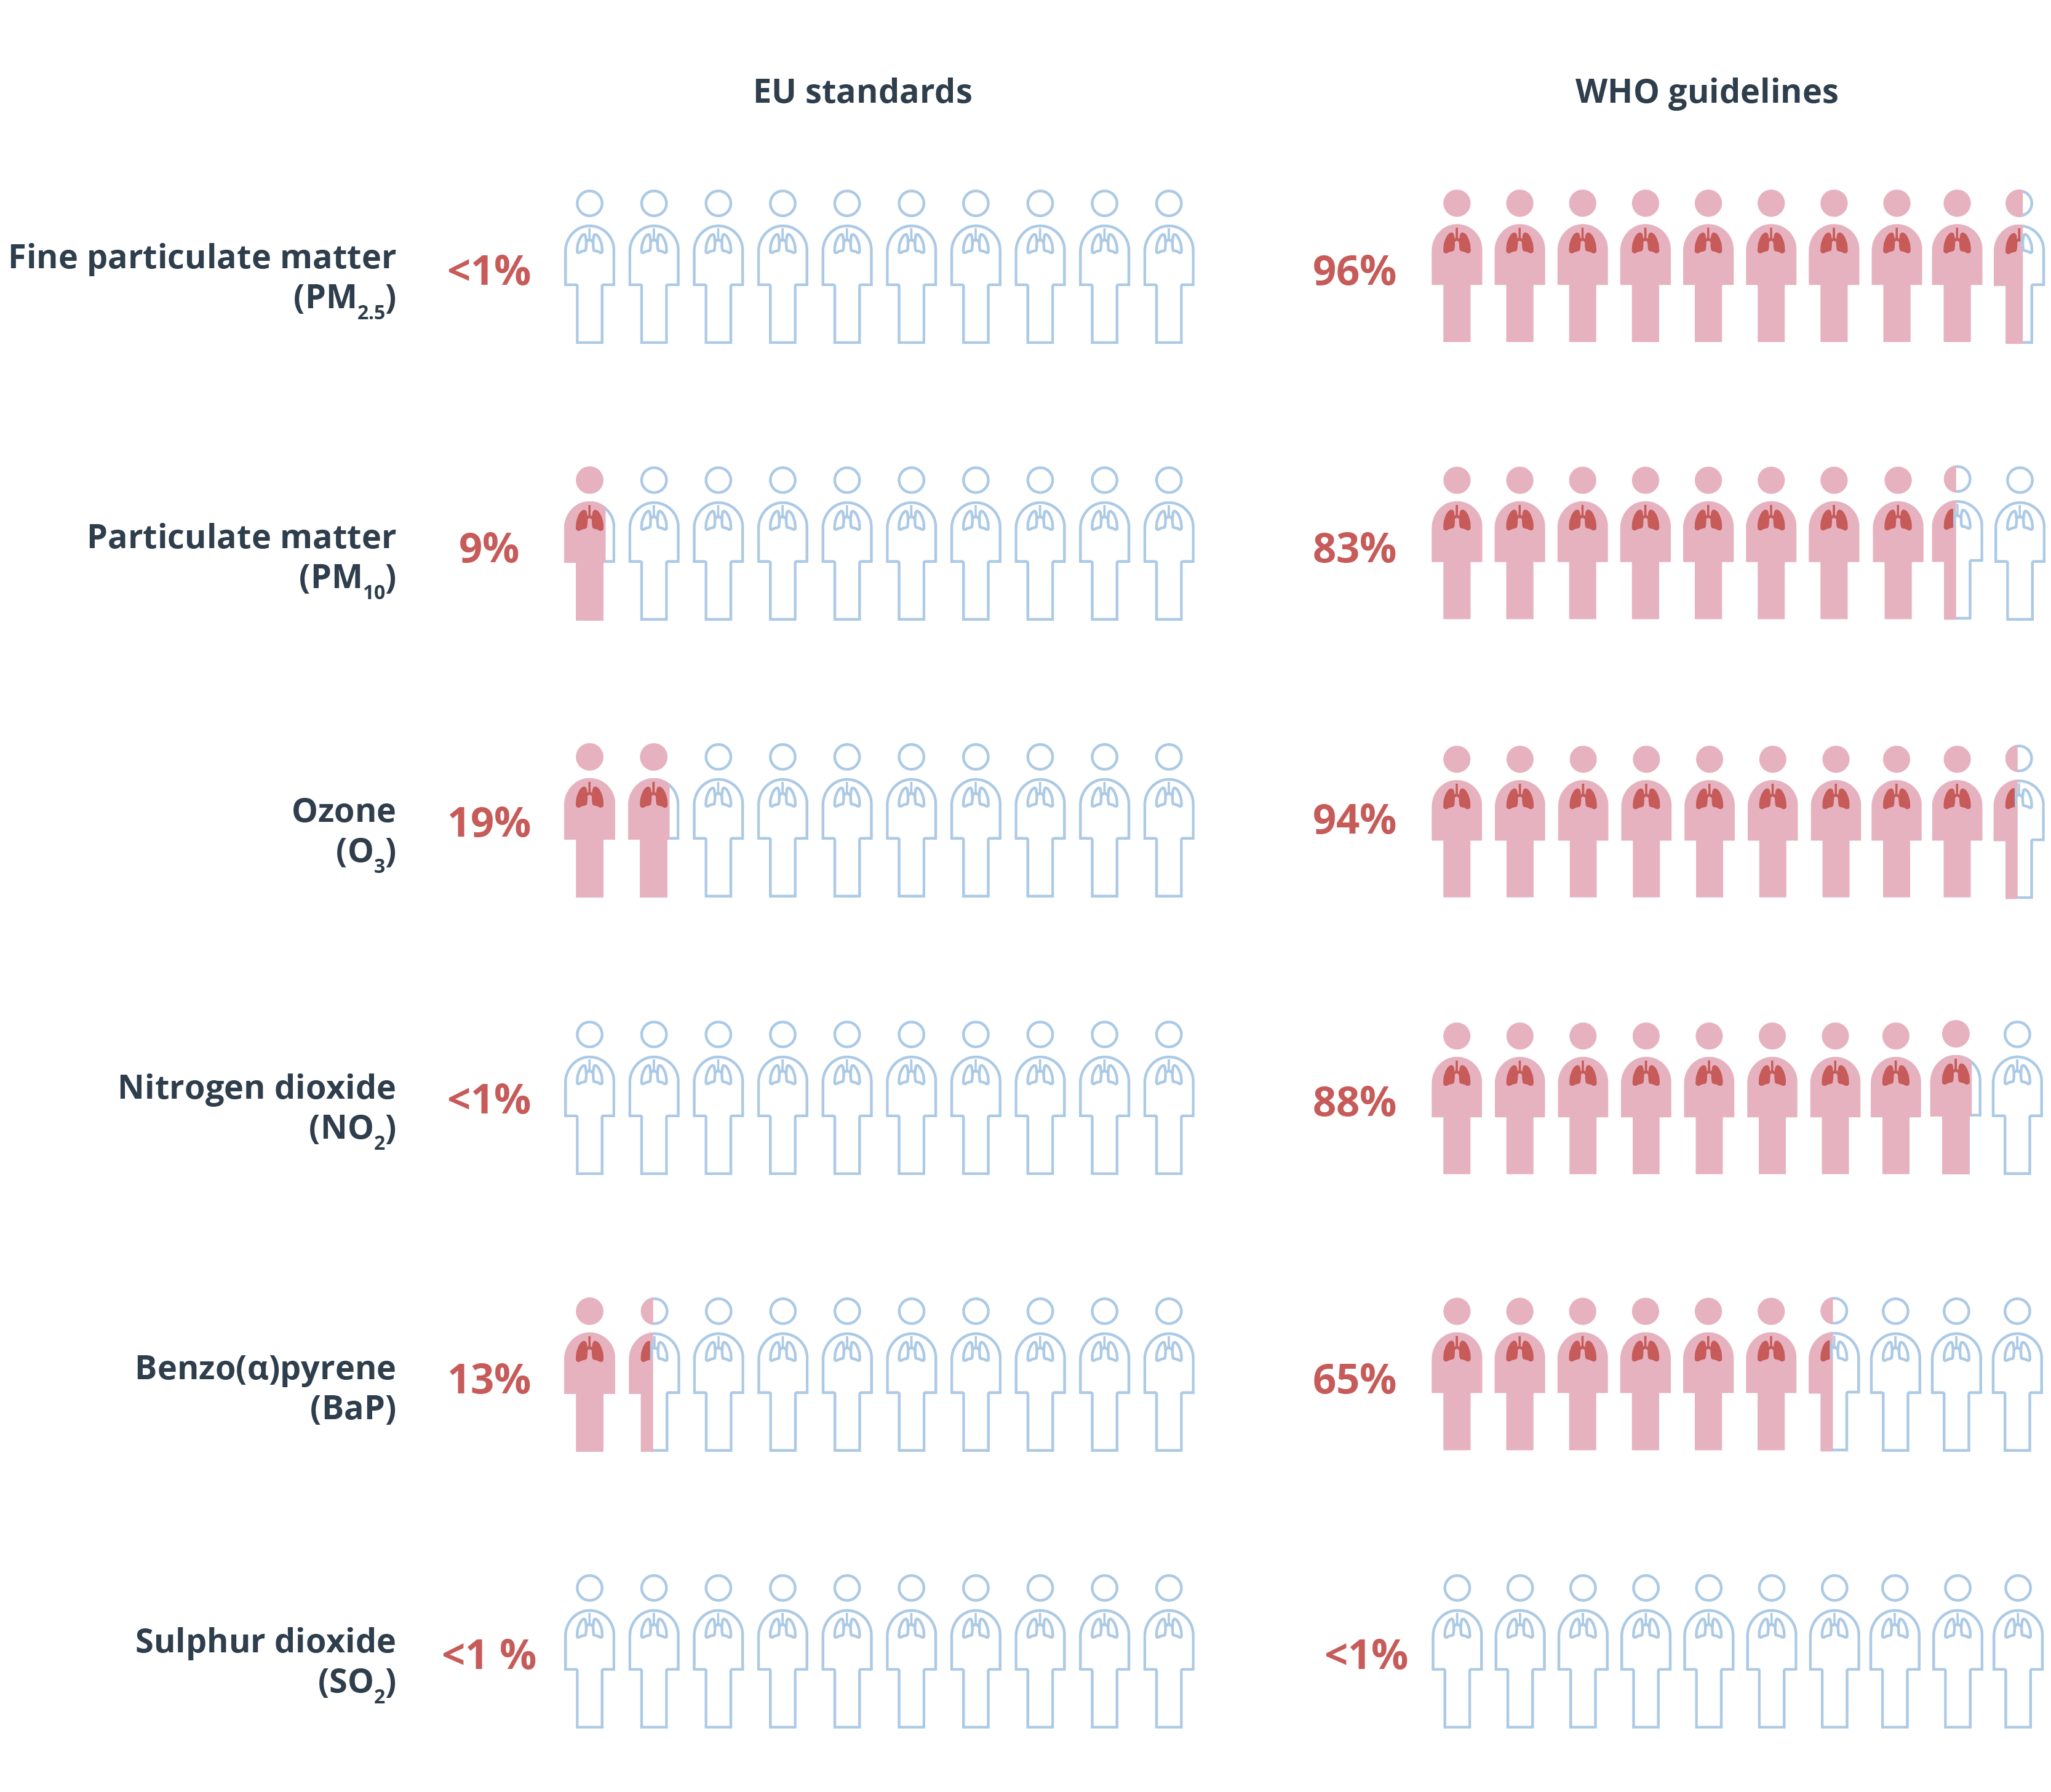 EU standards
WHO guidelines
Fine particulate matter
(PM2.5)
<1%
96%
Particulate matter
(PM10)
9%
83%
Ozone
(O3)
19%
94%
Nitrogen dioxide
(NO2)
<1%
88%
Benzo(α)pyrene
(BaP)
13%
65%
Sulphur dioxide
(SO2)
<1 %
<1%